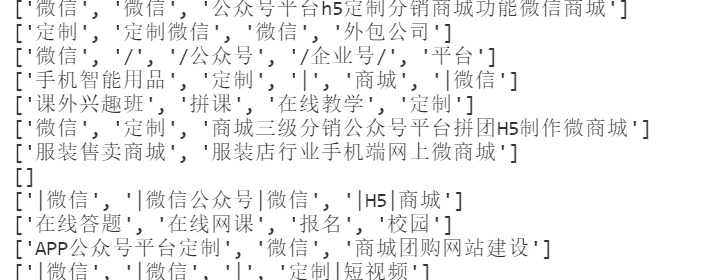 ['微信', '微信', '公众号平台h5定制分销商城功能微信商城']
['定制', '定制微信', '微信', '外包公司']
['微信', '/', '/公众号', '/企业号/', '平台']
['手机智能用品', '定制', '|', '商城', '|微信']
['课外兴趣班', '拼课', '在线教学', '定制']
['微信', '定制', '商城三级分销公众号平台拼团H5制作微商城']
['服装售卖商城', '服装店行业手机端网上微商城']
[]
['|微信', '|微信公众号|微信', '|H5|商城']
['在线答题', '在线网课', '报名', '校园']
['APP公众号平台定制', '微信', '商城团购网站建设']
['|微信', '|微信', '|', '定制|短视频']